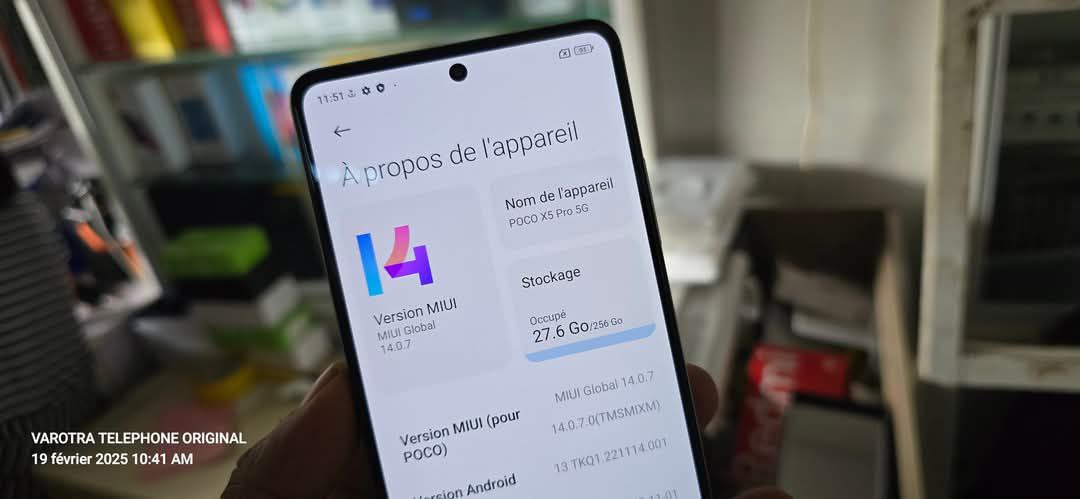 11:51
93
À propos de l'appareil
14
Version MIUI
MIUI Global
14.0.7
Nom de l'appareil
POCO X5 Pro 5G
Stockage
Occupé
27.6 Go/256 Go
Version MIUI (pour
POCO)
MIUI Global 14.0.7
14.0.7.0(TMSMIXM)
Version Android
13 TKQ1.221114.001
Redmi
VAROTRA TELEPHONE ORIGINAL
19 février 2025 10:41 AM